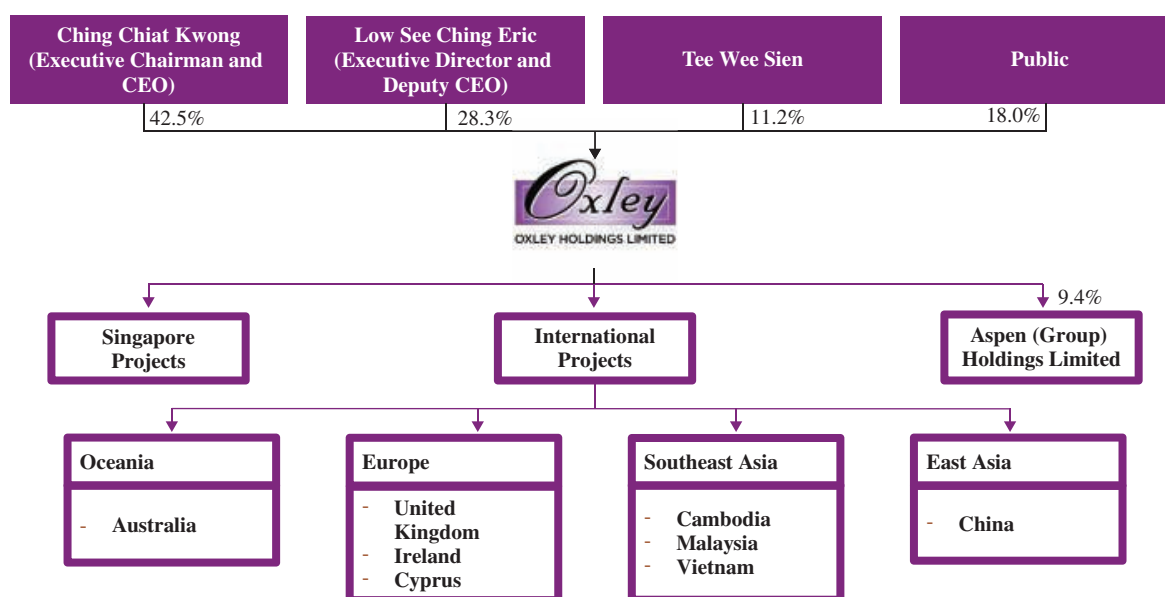 Ching Chiat Kwong
(Executive Chairman and
CEO)
Low See Ching Eric
(Executive Director and
Deputy CEO)
Tee Wee Sien
Public
42.5%
28.3%
11.2%
18.0%
Oxley
OXLEY HOLDINGS LIMITED
9.4%
Singapore
Projects
International
Projects
Aspen (Group)
Holdings Limited
Oceania
- Australia
Europe
- United
Kingdom
- Ireland
- Cyprus
Southeast Asia
- Cambodia
- Malaysia
- Vietnam
East Asia
- China